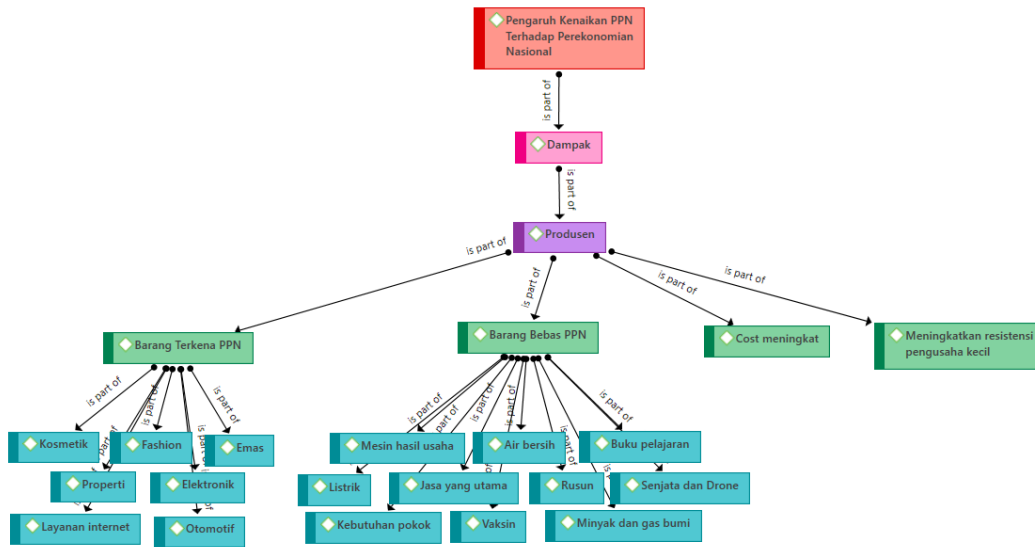 Pengaruh Kenaikan PPN
Terhadap Perekonomian
Nasional
is part of
Dampak
is part of
Produsen
is part of
is part of
is part of
is part of
Barang Terkena PPN
Barang Bebas PPN
Cost meningkat
Meningkatkan resistensi
pengusaha kecil
is part of
is part of
is part of
is part of
part of
is part of
is part of
is part of
Kosmetik
Fashion
Emas
Mesin hasil usaha
Air bersih
Buku pelajaran
Properti
Elektronik
Listrik
Jasa yang utama
Rusun
Senjata dan Drone
Layanan internet
Otomotif
Kebutuhan pokok
Vaksin
Minyak dan gas bumi